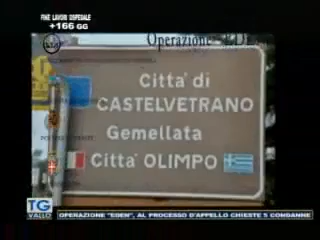 FINE LAVORI OSPEDALE
+166 GG
Operazione
Città di
CASTELVETRANO
Gemellata
Città OLIMPO
TG
VALLO
OPERAZIONE "EDEN", AL PROCESSO D'APPELLO CHIESTE 5 CONDANNE